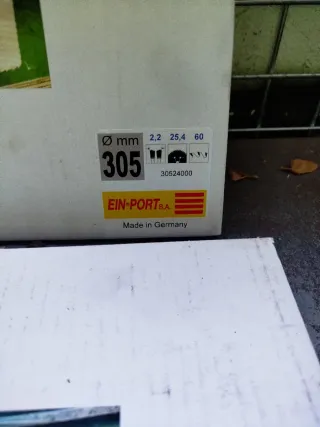 Ø mm 2,2 25,4 60
305
30524000
EIN-PORT S.A.
Made in Germany